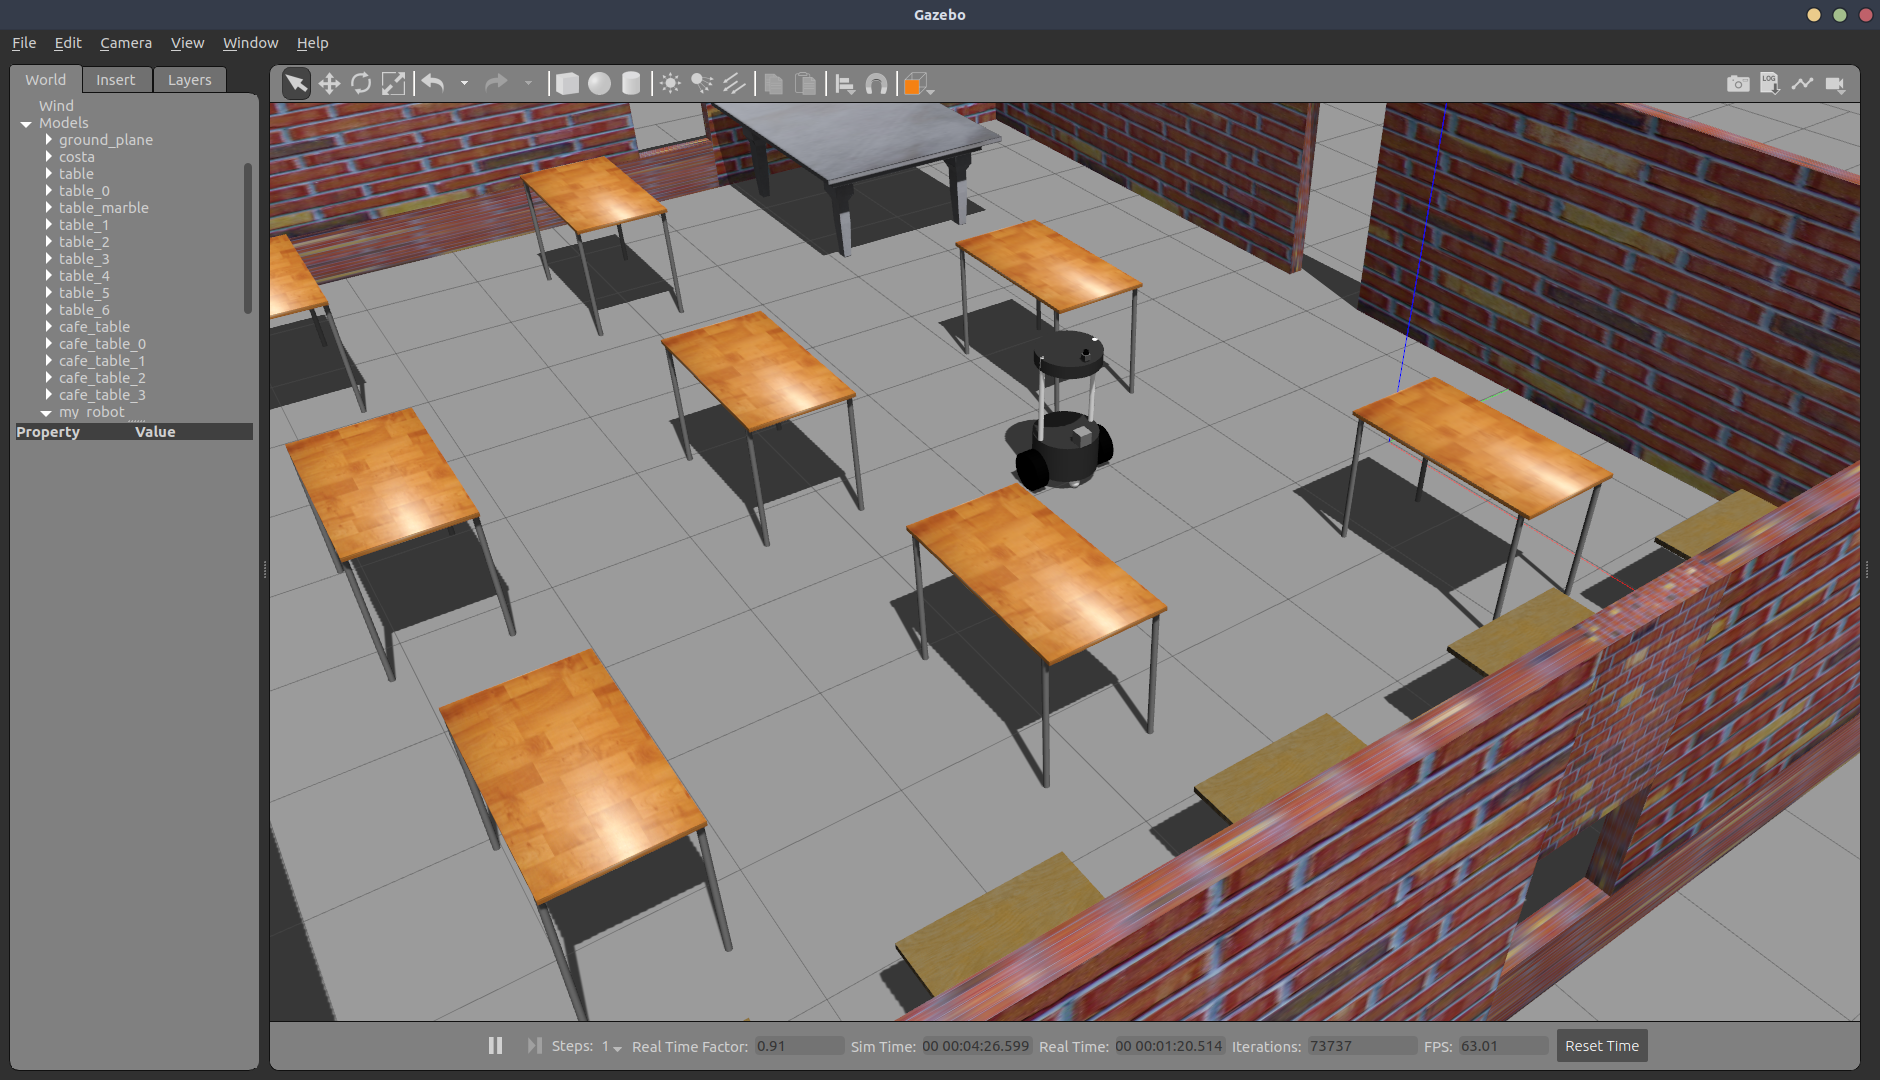 Gazebo
File Edit Camera View Window Help
World Insert Layers
LOG
Wind
Models
ground_plane
costa
table
table_0
table_marble
table_1
table_2
table_3
table_4
table_5
table_6
cafe_table
cafe_table_0
cafe_table_1
cafe_table_2
cafe_table_3
my_robot
Property Value
Steps: 1 Real Time Factor: 0.91 Sim Time: 00 00:04:26.599 Real Time: 00 00:01:20.514 Iterations: 73737 FPS: 63.01 Reset Time